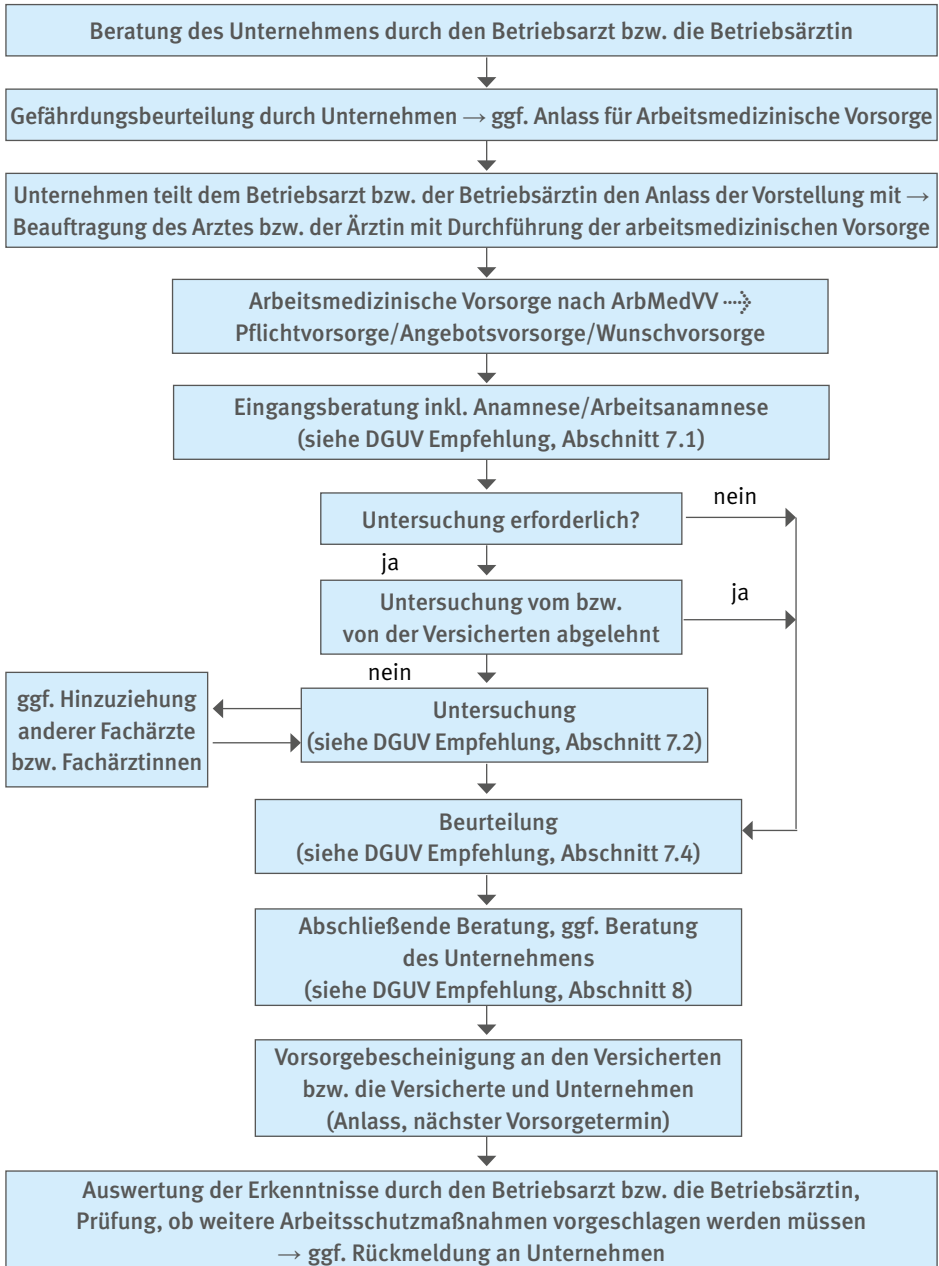 Beratung des Unternehmens durch den Betriebsarzt bzw. die Betriebsärztin
Gefährdungsbeurteilung durch Unternehmen → ggf. Anlass für Arbeitsmedizinische Vorsorge
Unternehmen teilt dem Betriebsarzt bzw. der Betriebsärztin den Anlass der Vorstellung mit →
Beauftragung des Arztes bzw. der Ärztin mit Durchführung der arbeitsmedizinischen Vorsorge
Arbeitsmedizinische Vorsorge nach ArbMedVV ····>
Pflichtvorsorge/Angebotsvorsorge/Wunschvorsorge
Eingangsberatung inkl. Anamnese/Arbeitsanamnese
(siehe DGUV Empfehlung, Abschnitt 7.1)
Untersuchung erforderlich?
nein
ja
Untersuchung vom bzw.
von der Versicherten abgelehnt
ja
nein
ggf. Hinzuziehung
anderer Fachärzte
bzw. Fachärztinnen
Untersuchung
(siehe DGUV Empfehlung, Abschnitt 7.2)
Beurteilung
(siehe DGUV Empfehlung, Abschnitt 7.4)
Abschließende Beratung, ggf. Beratung
des Unternehmens
(siehe DGUV Empfehlung, Abschnitt 8)
Vorsorgebescheinigung an den Versicherten
bzw. die Versicherte und Unternehmen
(Anlass, nächster Vorsorgetermin)
Auswertung der Erkenntnisse durch den Betriebsarzt bzw. die Betriebsärztin,
Prüfung, ob weitere Arbeitsschutzmaßnahmen vorgeschlagen werden müssen
→ ggf. Rückmeldung an Unternehmen